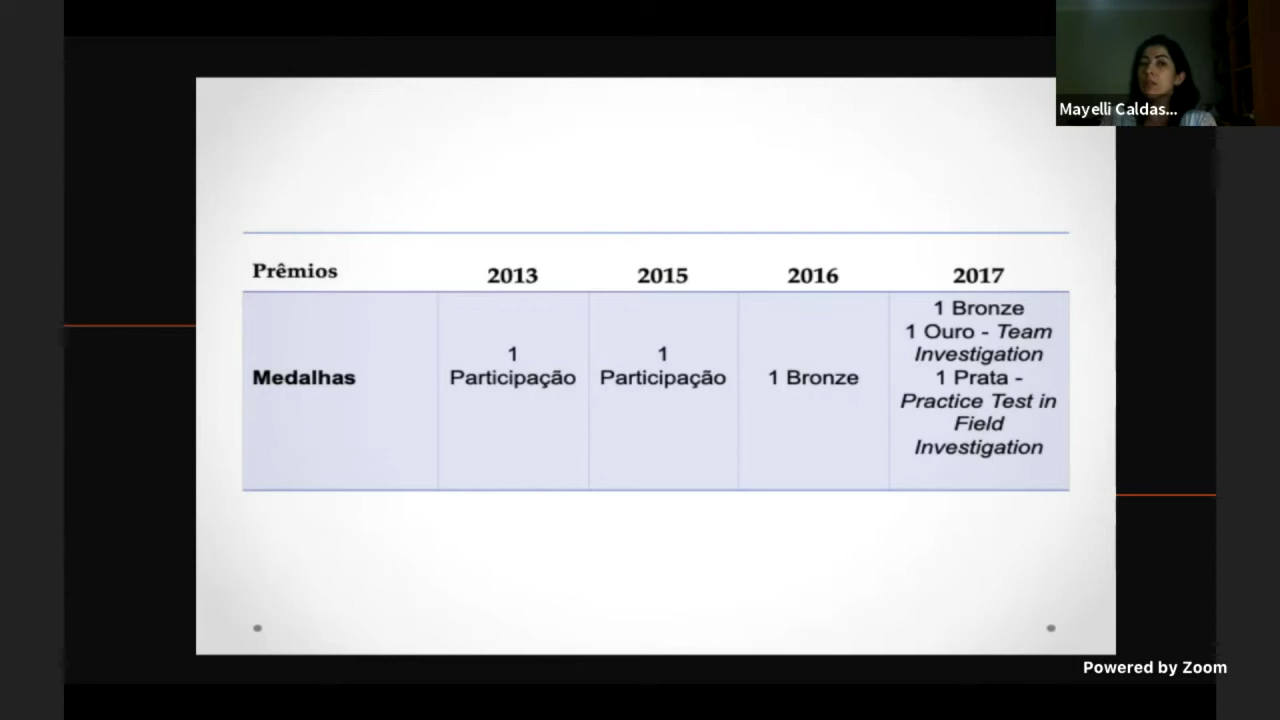 Mayelli Caldas...
Prêmios 2013 2015 2016 2017
Medalhas
1
Participação
1
Participação
1 Bronze
1 Bronze
1 Ouro - Team
Investigation
1 Prata -
Practice Test in
Field
Investigation
Powered by Zoom